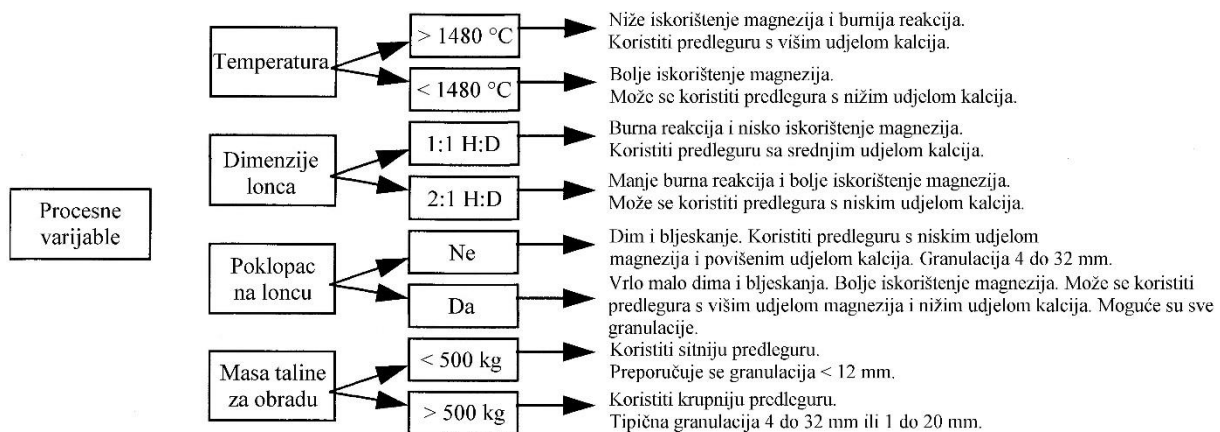 Procesne
varijable
Temperatura
> 1480 °C
Niže iskorištenje magnezija i burnija reakcija.
Koristiti predleguru s višim udjelom kalcija.
< 1480 °C
Bolje iskorištenje magnezija.
Može se koristiti predlegura s nižim udjelom kalcija.
Dimenzije
lonca
1:1 H:D
Burna reakcija i nisko iskorištenje magnezija.
Koristiti predleguru sa srednjim udjelom kalcija.
2:1 H:D
Manje burna reakcija i bolje iskorištenje magnezija.
Može se koristiti predlegura s niskim udjelom kalcija.
Poklopac
na loncu
Ne
Dim i bljeskanje. Koristiti predleguru s niskim udjelom
magnezija i povišenim udjelom kalcija. Granulacija 4 do 32 mm.
Da
Vrlo malo dima i bljeskanja. Bolje iskorištenje magnezija. Može se koristiti
predlegura s višim udjelom magnezija i nižim udjelom kalcija. Moguće su sve
granulacije.
Masa taline
za obradu
< 500 kg
Koristiti sitniju predleguru.
Preporučuje se granulacija < 12 mm.
> 500 kg
Koristiti krupniju predleguru.
Tipična granulacija 4 do 32 mm ili 1 do 20 mm.